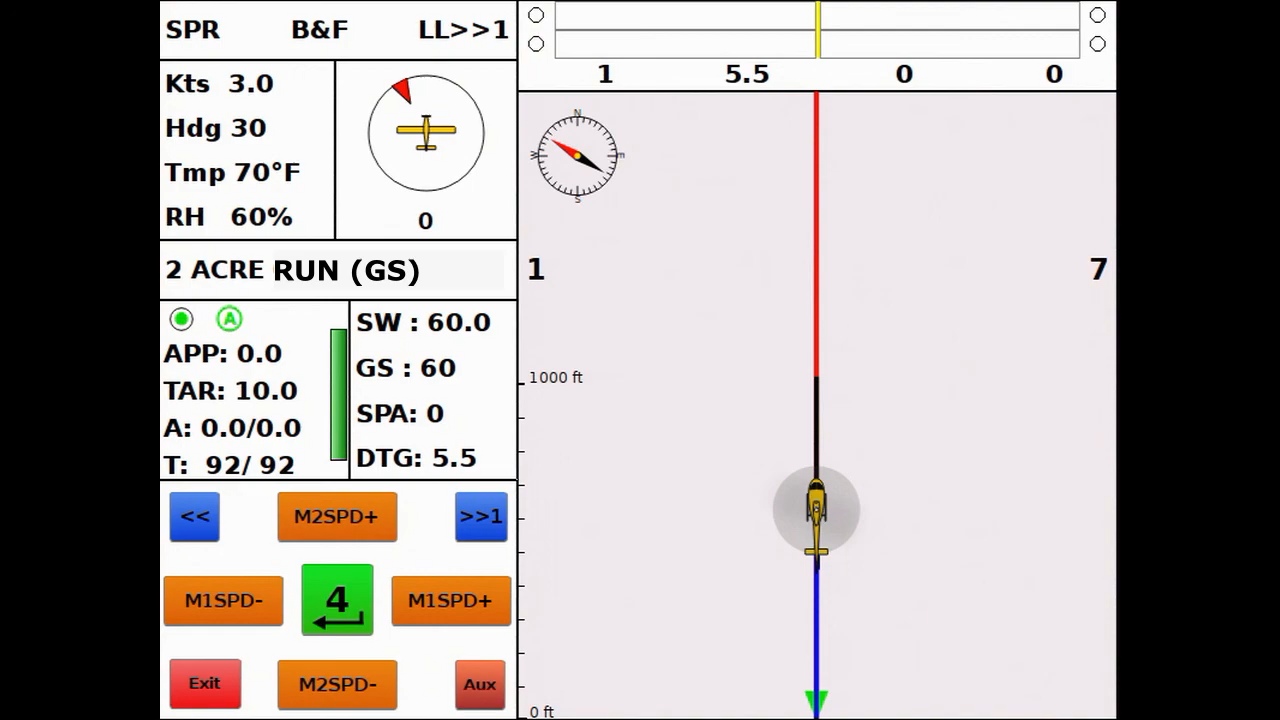 SPR B&F LL>>1
Kts 3.0
Hdg 30
Tmp 70°F
RH 60%
0
2 ACRE RUN (GS)
A
APP: 0.0
TAR: 10.0
A: 0.0/0.0
T: 92/ 92
SW : 60.0
GS : 60
SPA: 0
DTG: 5.5
<< M2SPD+ >>1
M1SPD- 4 M1SPD+
Exit M2SPD- Aux
1 5.5 0 0
N
W E
S
1 7
1000 ft
0 ft